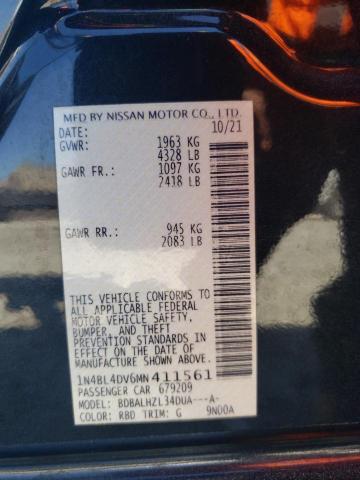 MFD BY NISSAN MOTOR CO., LTD.
DATE: 10/21
GVWR: 1963 KG
4328 LB
GAWR FR.: 1097 KG
2418 LB
GAWR RR.: 945 KG
2083 LB
THIS VEHICLE CONFORMS TO
ALL APPLICABLE FEDERAL
MOTOR VEHICLE SAFETY,
BUMPER, AND THEFT
PREVENTION STANDARDS IN
EFFECT ON THE DATE OF
MANUFACTURE SHOWN ABOVE.
1N4BL4DV6MN411561
PASSENGER CAR 679209
MODEL: BDBALHZL34DUA---A-
COLOR: RBD TRIM: G 9N00A